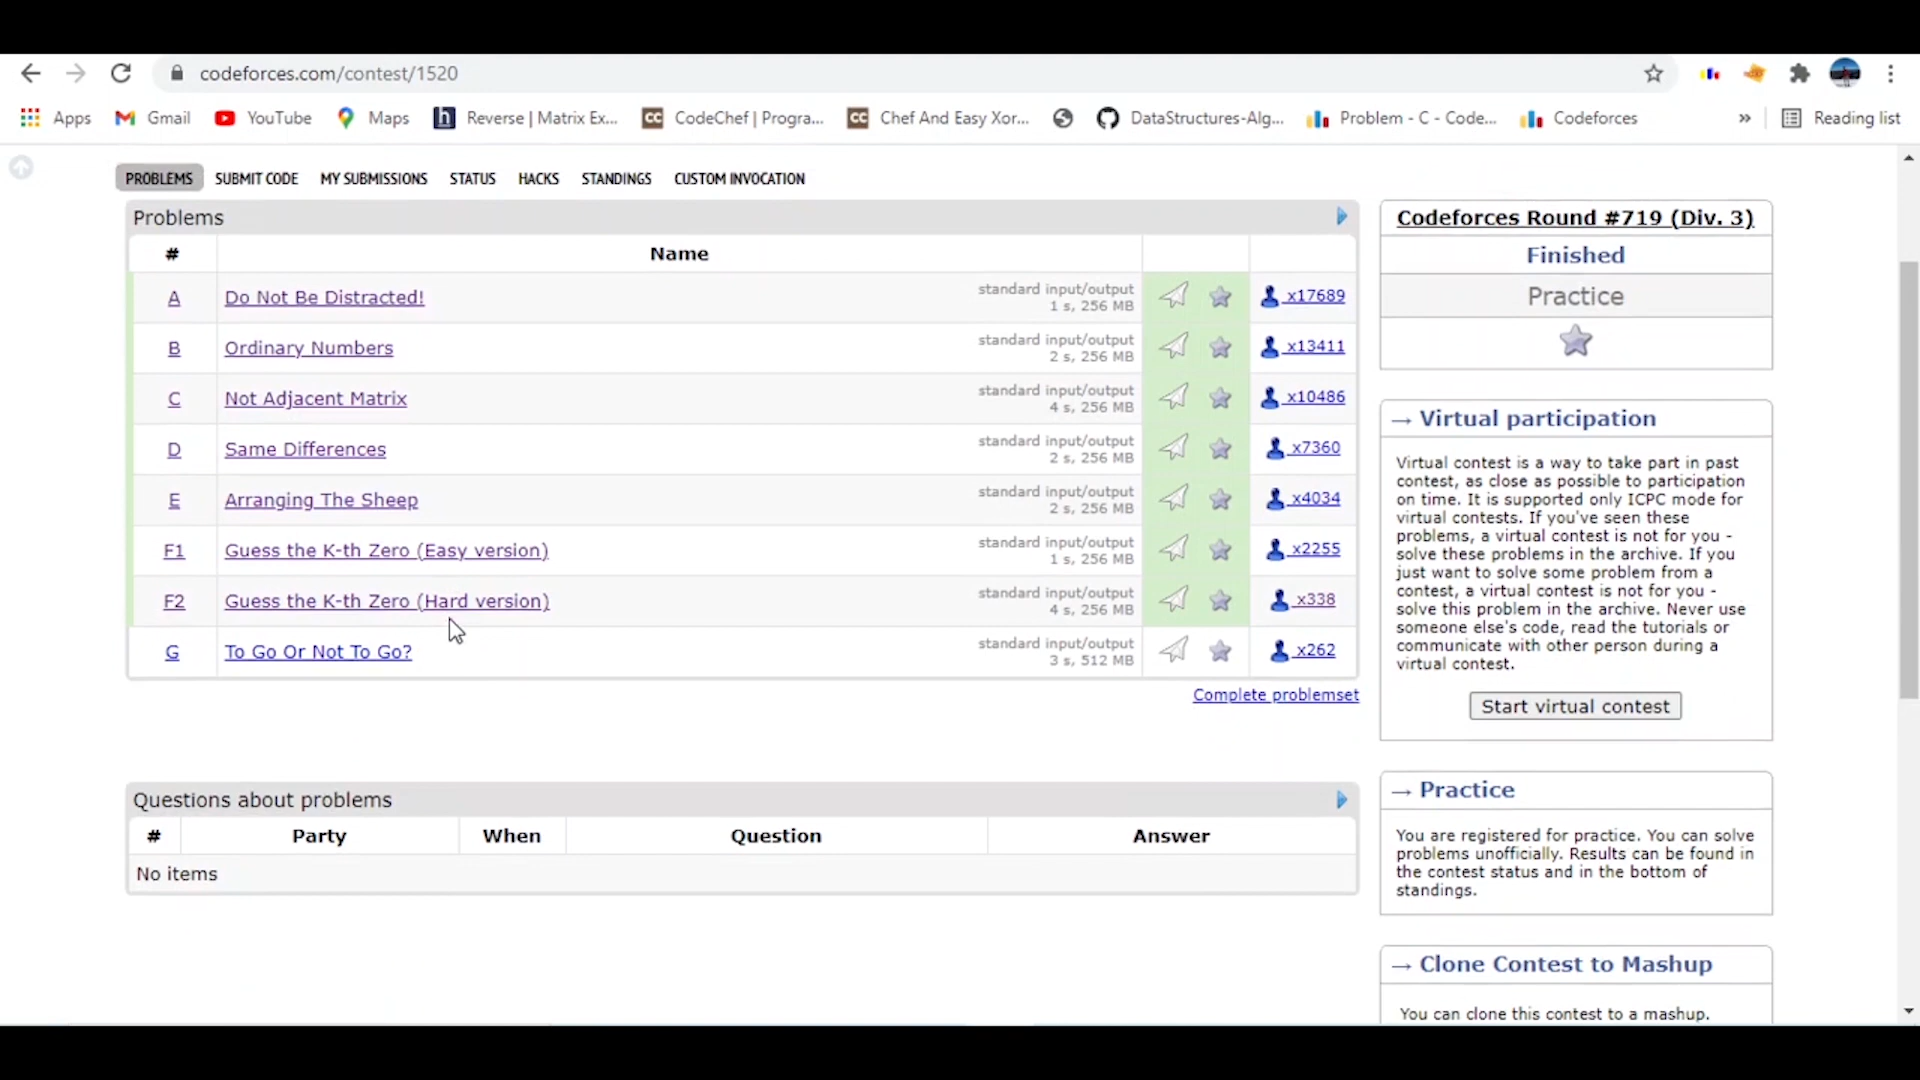 codeforces.com/contest/1520
Apps Gmail YouTube Maps h Reverse | Matrix Ex... CC CodeChef | Progra... CC Chef And Easy Xor... DataStructures-Alg... Problem - C - Code... Codeforces » Reading list
PROBLEMS SUBMIT CODE MY SUBMISSIONS STATUS HACKS STANDINGS CUSTOM INVOCATION
Problems
# Name
A Do Not Be Distracted! standard input/output 1 s, 256 MB x17689
B Ordinary Numbers standard input/output 2 s, 256 MB x13411
C Not Adjacent Matrix standard input/output 4 s, 256 MB x10486
D Same Differences standard input/output 2 s, 256 MB x7360
E Arranging The Sheep standard input/output 2 s, 256 MB x4034
F1 Guess the K-th Zero (Easy version) standard input/output 1 s, 256 MB x2255
F2 Guess the K-th Zero (Hard version) standard input/output 4 s, 256 MB x338
G To Go Or Not To Go? standard input/output 3 s, 512 MB x262
Complete problemset
Questions about problems
# Party When Question Answer
No items
Codeforces Round #719 (Div. 3)
Finished
Practice
→ Virtual participation
Virtual contest is a way to take part in past
contest, as close as possible to participation
on time. It is supported only ICPC mode for
virtual contests. If you've seen these
problems, a virtual contest is not for you -
solve these problems in the archive. If you
just want to solve some problem from a
contest, a virtual contest is not for you -
solve this problem in the archive. Never use
someone else's code, read the tutorials or
communicate with other person during a
virtual contest.
Start virtual contest
→ Practice
You are registered for practice. You can solve
problems unofficially. Results can be found in
the contest status and in the bottom of
standings.
→ Clone Contest to Mashup
You can clone this contest to a mashup.